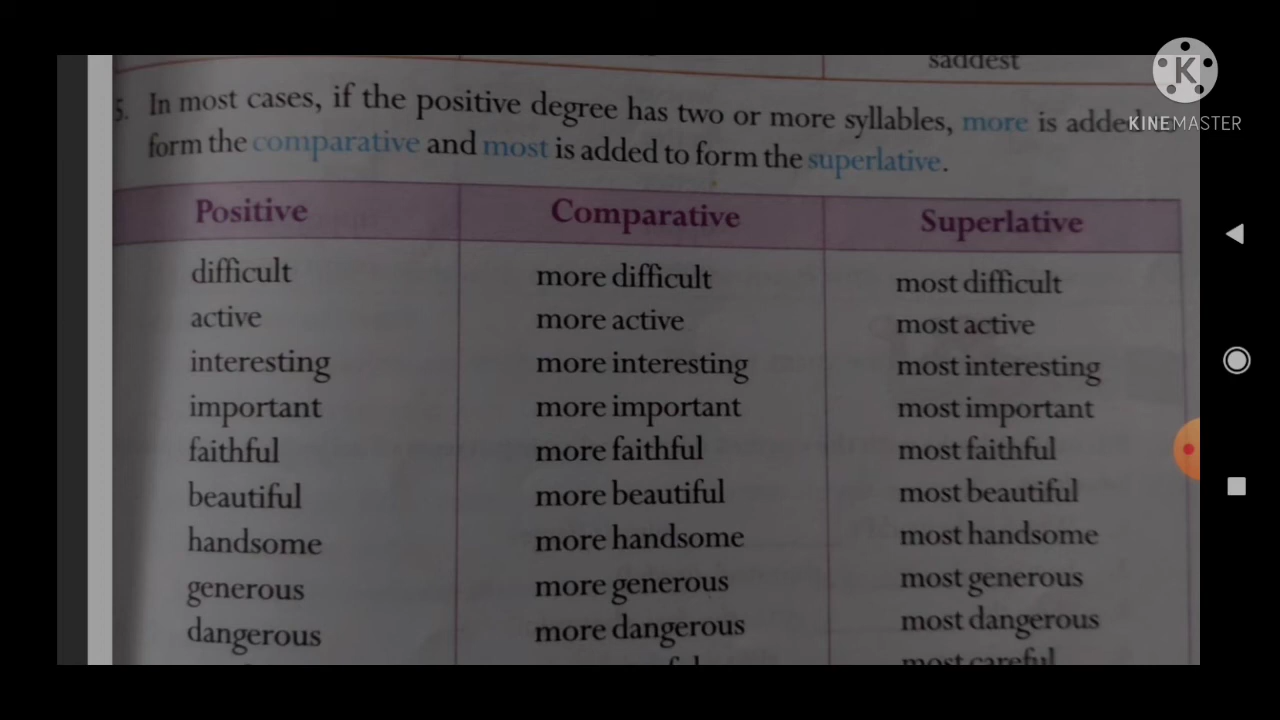 saddest
KINEMASTER
5. In most cases, if the positive degree has two or more syllables, more is added
form the comparative and most is added to form the superlative.
Positive Comparative Superlative
difficult more difficult most difficult
active more active most active
interesting more interesting most interesting
important more important most important
faithful more faithful most faithful
beautiful more beautiful most beautiful
handsome more handsome most handsome
generous more generous most generous
dangerous more dangerous most dangerous
most careful